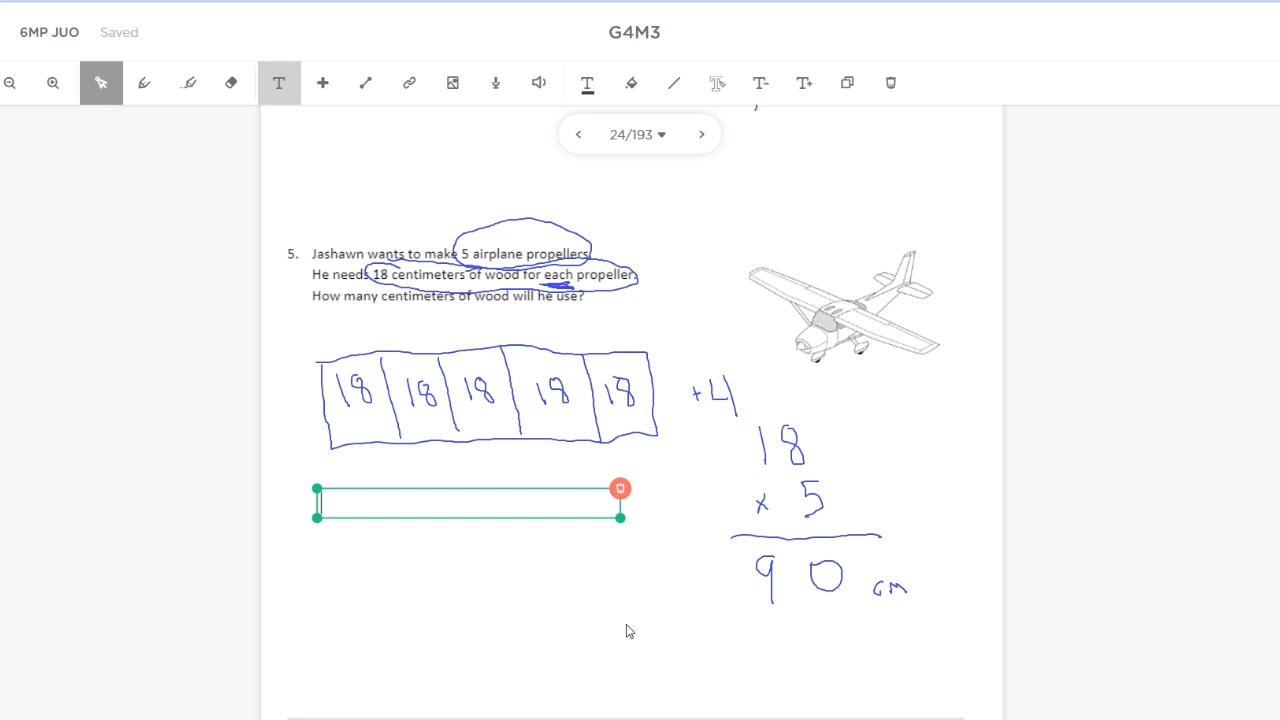 6MP JUO Saved G4M3
T T T T- T+
24/193
5. Jashawn wants to make 5 airplane propellers.
He needs 18 centimeters of wood for each propeller.
How many centimeters of wood will he use?
18 18 18 18 18 +4
18
x 5
90 cm